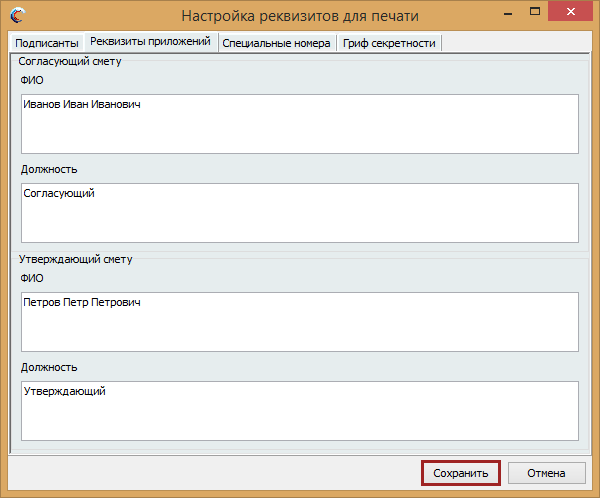 Настройка реквизитов для печати
Подписанты Реквизиты приложений Специальные номера Гриф секретности
Согласующий смету
ФИО
Иванов Иван Иванович
Должность
Согласующий
Утверждающий смету
ФИО
Петров Петр Петрович
Должность
Утверждающий
Сохранить Отмена